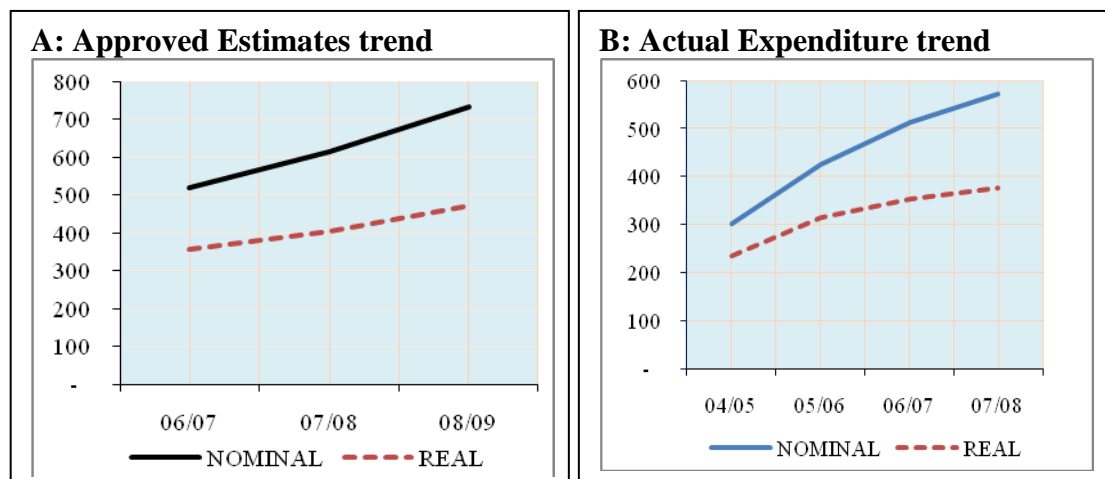 A: Approved Estimates trend
800
700
600
500
400
300
200
100
-
06/07 07/08 08/09
NOMINAL REAL
B: Actual Expenditure trend
600
500
400
300
200
100
-
04/05 05/06 06/07 07/08
NOMINAL REAL